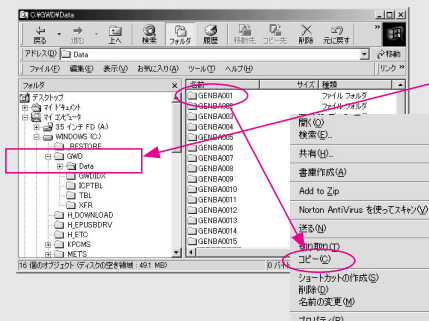 C:¥GWD¥Data
戻る 進む 上へ 検索 フォルダ 履歴 移動先 コピー先 削除 元に戻す
アドレス(D) Data 移動
ファイル(F) 編集(E) 表示(V) お気に入り(A) ツール(T) ヘルプ(H) リンク »
フォルダ ×
デスクトップ
マイ ドキュメント
マイ コンピュータ
3.5 インチ FD (A)
WINDOWS (C:)
_RESTORE
GWD
Data
GWDIDX
ICPTBL
TBL
XFR
H_DOWNLOAD
H_EPUSBDRV
H_ETC
KPCMS
METS
名前 サイズ 種類
GENBA001 ファイル フォルダ
GENBA002 ファイル フォルダ
GENBA003
GENBA004
GENBA005
GENBA006
GENBA007
GENBA008
GENBA009
GENBA0010
GENBA0011
GENBA0012
GENBA0013
GENBA0014
GENBA0015
16 個のオブジェクト (ディスクの空き領域: 49.1 MB) 0 バイト
開く(O)
検索(E)...
共有(H)...
書庫作成(A)
Add to Zip
Norton AntiVirus を使ってスキャン(V)
送る(N)
切り取り(T)
コピー(C)
ショートカットの作成(S)
削除(D)
名前の変更(M)
プロパティ(R)